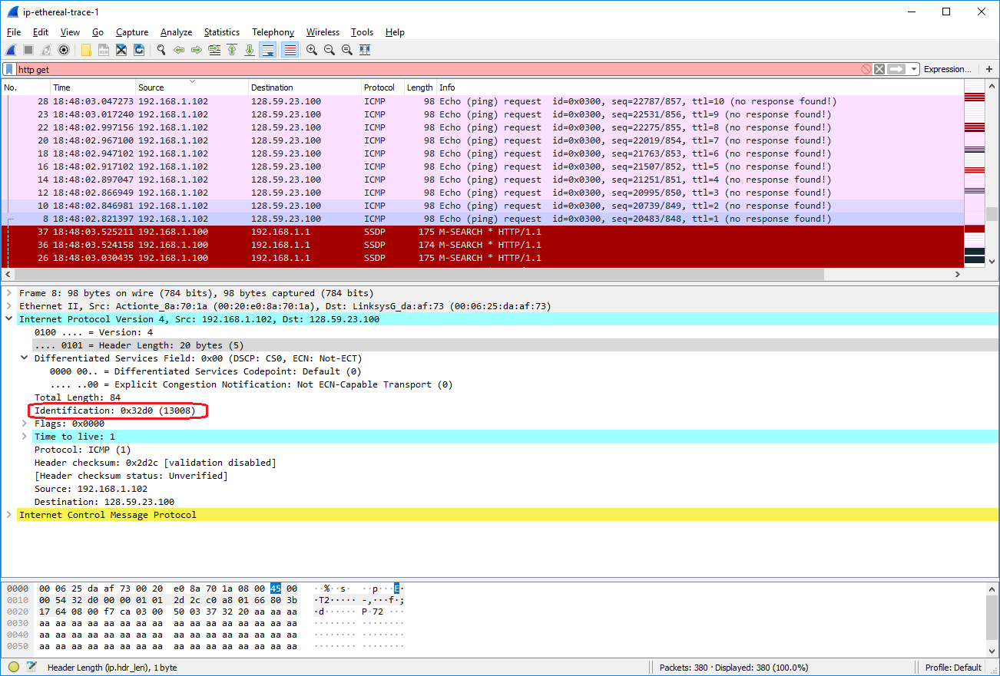 ip-ethereal-trace-1
File Edit View Go Capture Analyze Statistics Telephony Wireless Tools Help
http get Expression... +
No. Time Source Destination Protocol Length Info
28 18:48:03.047273 192.168.1.102 128.59.23.100 ICMP 98 Echo (ping) request id=0x0300, seq=22787/857, ttl=10 (no response found!)
23 18:48:03.017240 192.168.1.102 128.59.23.100 ICMP 98 Echo (ping) request id=0x0300, seq=22531/856, ttl=9 (no response found!)
22 18:48:02.997156 192.168.1.102 128.59.23.100 ICMP 98 Echo (ping) request id=0x0300, seq=22275/855, ttl=8 (no response found!)
20 18:48:02.967100 192.168.1.102 128.59.23.100 ICMP 98 Echo (ping) request id=0x0300, seq=22019/854, ttl=7 (no response found!)
18 18:48:02.947102 192.168.1.102 128.59.23.100 ICMP 98 Echo (ping) request id=0x0300, seq=21763/853, ttl=6 (no response found!)
16 18:48:02.917102 192.168.1.102 128.59.23.100 ICMP 98 Echo (ping) request id=0x0300, seq=21507/852, ttl=5 (no response found!)
14 18:48:02.897047 192.168.1.102 128.59.23.100 ICMP 98 Echo (ping) request id=0x0300, seq=21251/851, ttl=4 (no response found!)
12 18:48:02.866949 192.168.1.102 128.59.23.100 ICMP 98 Echo (ping) request id=0x0300, seq=20995/850, ttl=3 (no response found!)
10 18:48:02.846981 192.168.1.102 128.59.23.100 ICMP 98 Echo (ping) request id=0x0300, seq=20739/849, ttl=2 (no response found!)
8 18:48:02.821397 192.168.1.102 128.59.23.100 ICMP 98 Echo (ping) request id=0x0300, seq=20483/848, ttl=1 (no response found!)
37 18:48:03.525211 192.168.1.100 192.168.1.1 SSDP 175 M-SEARCH * HTTP/1.1
36 18:48:03.524158 192.168.1.100 192.168.1.1 SSDP 174 M-SEARCH * HTTP/1.1
26 18:48:03.030435 192.168.1.100 192.168.1.1 SSDP 175 M-SEARCH * HTTP/1.1
Frame 8: 98 bytes on wire (784 bits), 98 bytes captured (784 bits)
Ethernet II, Src: Actionte_8a:70:1a (00:20:e0:8a:70:1a), Dst: LinksysG_da:af:73 (00:06:25:da:af:73)
Internet Protocol Version 4, Src: 192.168.1.102, Dst: 128.59.23.100
0100 .... = Version: 4
.... 0101 = Header Length: 20 bytes (5)
Differentiated Services Field: 0x00 (DSCP: CS0, ECN: Not-ECT)
0000 00.. = Differentiated Services Codepoint: Default (0)
.... ..00 = Explicit Congestion Notification: Not ECN-Capable Transport (0)
Total Length: 84
Identification: 0x32d0 (13008)
Flags: 0x0000
Time to live: 1
Protocol: ICMP (1)
Header checksum: 0x2d2c [validation disabled]
[Header checksum status: Unverified]
Source: 192.168.1.102
Destination: 128.59.23.100
Internet Control Message Protocol
0000 00 06 25 da af 73 00 20 e0 8a 70 1a 08 00 45 00 ··%··s· ··p···E·
0010 00 54 32 d0 00 00 01 01 2d 2c c0 a8 01 66 80 3b ·T2····· -,···f·;
0020 17 64 08 00 f7 ca 03 00 50 03 37 32 20 aa aa aa ·d······ P·72 ···
0030 aa aa aa aa aa aa aa aa aa aa aa aa aa aa aa aa ········ ········
0040 aa aa aa aa aa aa aa aa aa aa aa aa aa aa aa aa ········ ········
0050 aa aa aa aa aa aa aa aa aa aa aa aa aa aa aa aa ········ ········
Header Length (ip.hdr_len), 1 byte Packets: 380 · Displayed: 380 (100.0%) Profile: Default